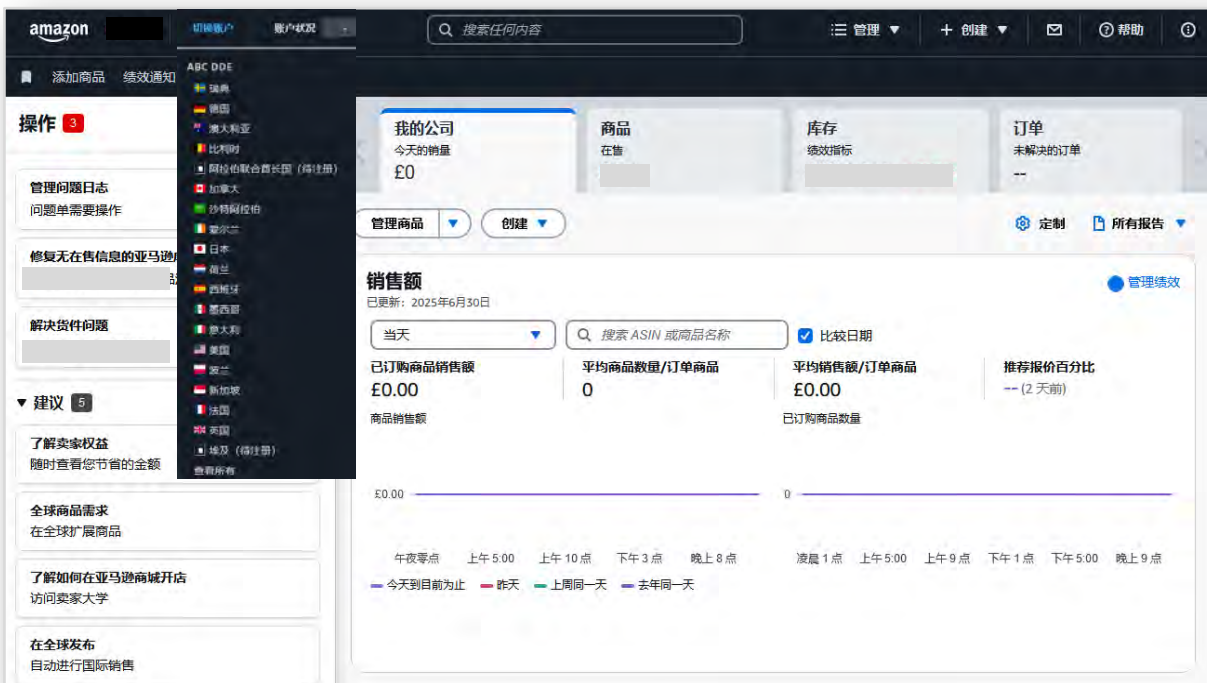 amazon
切换账户
账户状况
搜索任何内容
管理
+ 创建
帮助
添加商品
绩效通知
ABC DDE
瑞典
德国
澳大利亚
比利时
阿拉伯联合酋长国（待注册）
加拿大
沙特阿拉伯
爱尔兰
日本
荷兰
西班牙
墨西哥
意大利
美国
波兰
新加坡
法国
英国
埃及（待注册）
查看所有
操作 3
管理问题日志
问题单需要操作
修复无在售信息的亚马逊
解决货件问题
建议 5
了解卖家权益
随时查看您节省的金额
全球商品需求
在全球扩展商品
了解如何在亚马逊商城开店
访问卖家大学
在全球发布
自动进行国际销售
我的公司
今天的销量
£0
商品
在售
库存
绩效指标
订单
未解决的订单
--
管理商品
创建
定制
所有报告
销售额
已更新：2025年6月30日
管理绩效
当天
搜索 ASIN 或商品名称
比较日期
已订购商品销售额
£0.00
平均商品数量/订单商品
0
平均销售额/订单商品
£0.00
推荐报价百分比
-- (2 天前)
商品销售额
£0.00
午夜零点 上午 5:00 上午 10 点 下午 3 点 晚上 8 点
已订购商品数量
0
凌晨 1 点 上午 5:00 上午 9 点 下午 1 点 下午 5:00 晚上 9 点
今天到目前为止 昨天 上周同一天 去年同一天